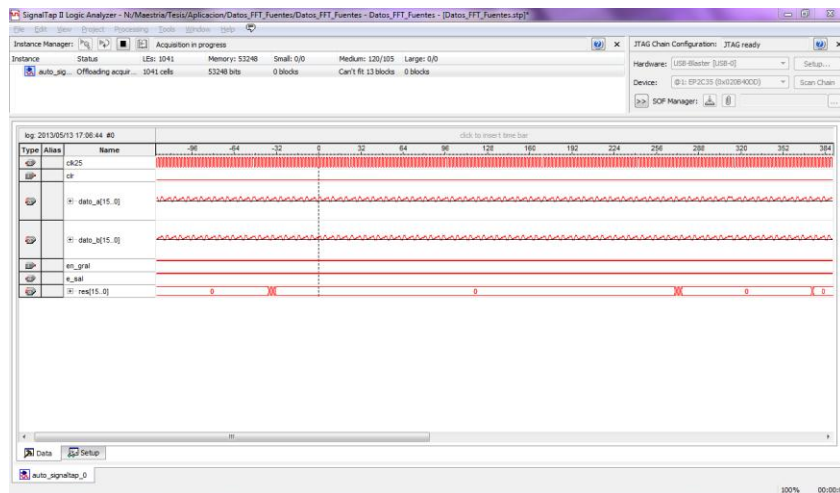 SignalTap II Logic Analyzer - N:/Maestria/Tesis/Aplicacion/Datos_FFT_Fuentes/Datos_FFT_Fuentes - Datos_FFT_Fuentes - [Datos_FFT_Fuentes.stp]*
File Edit View Project Processing Tools Window Help
Instance Manager: Acquisition in progress
JTAG Chain Configuration: JTAG ready
Instance Status LEs: 1041 Memory: 53248 Small: 0/0 Medium: 120/105 Large: 0/0
auto_sig... Offloading acquir... 1041 cells 53248 bits 0 blocks Can't fit 13 blocks 0 blocks
Hardware: USB-Blaster [USB-0] Setup...
Device: @1: EP2C35 (0x020B40DD) Scan Chain
>> SOF Manager: ...
log: 2013/05/13 17:06:44 #0 click to insert time bar
Type Alias Name -96 -64 -32 0 32 64 96 128 160 192 224 256 288 320 352 384
clk25
clr
dato_a[15..0]
dato_b[15..0]
en_gral
e_sal
res[15..0] 0 0 0 0
Data Setup
auto_signaltap_0
100%